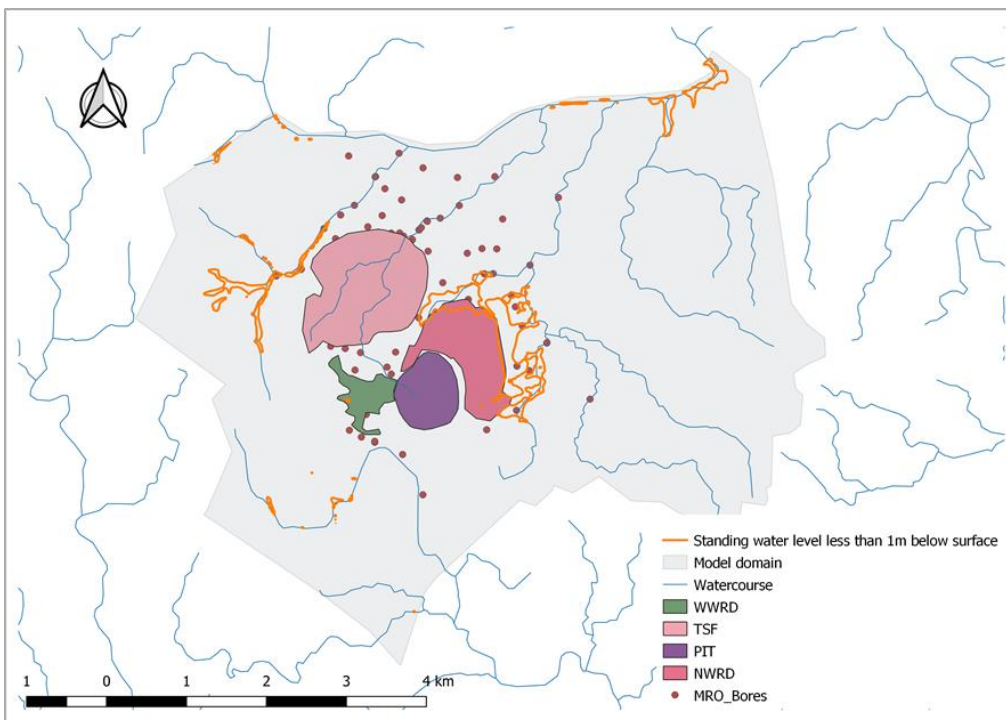 Standing water level less than 1m below surface
Model domain
Watercourse
WWRD
TSF
PIT
NWRD
MRO_Bores
1 0 1 2 3 4 km